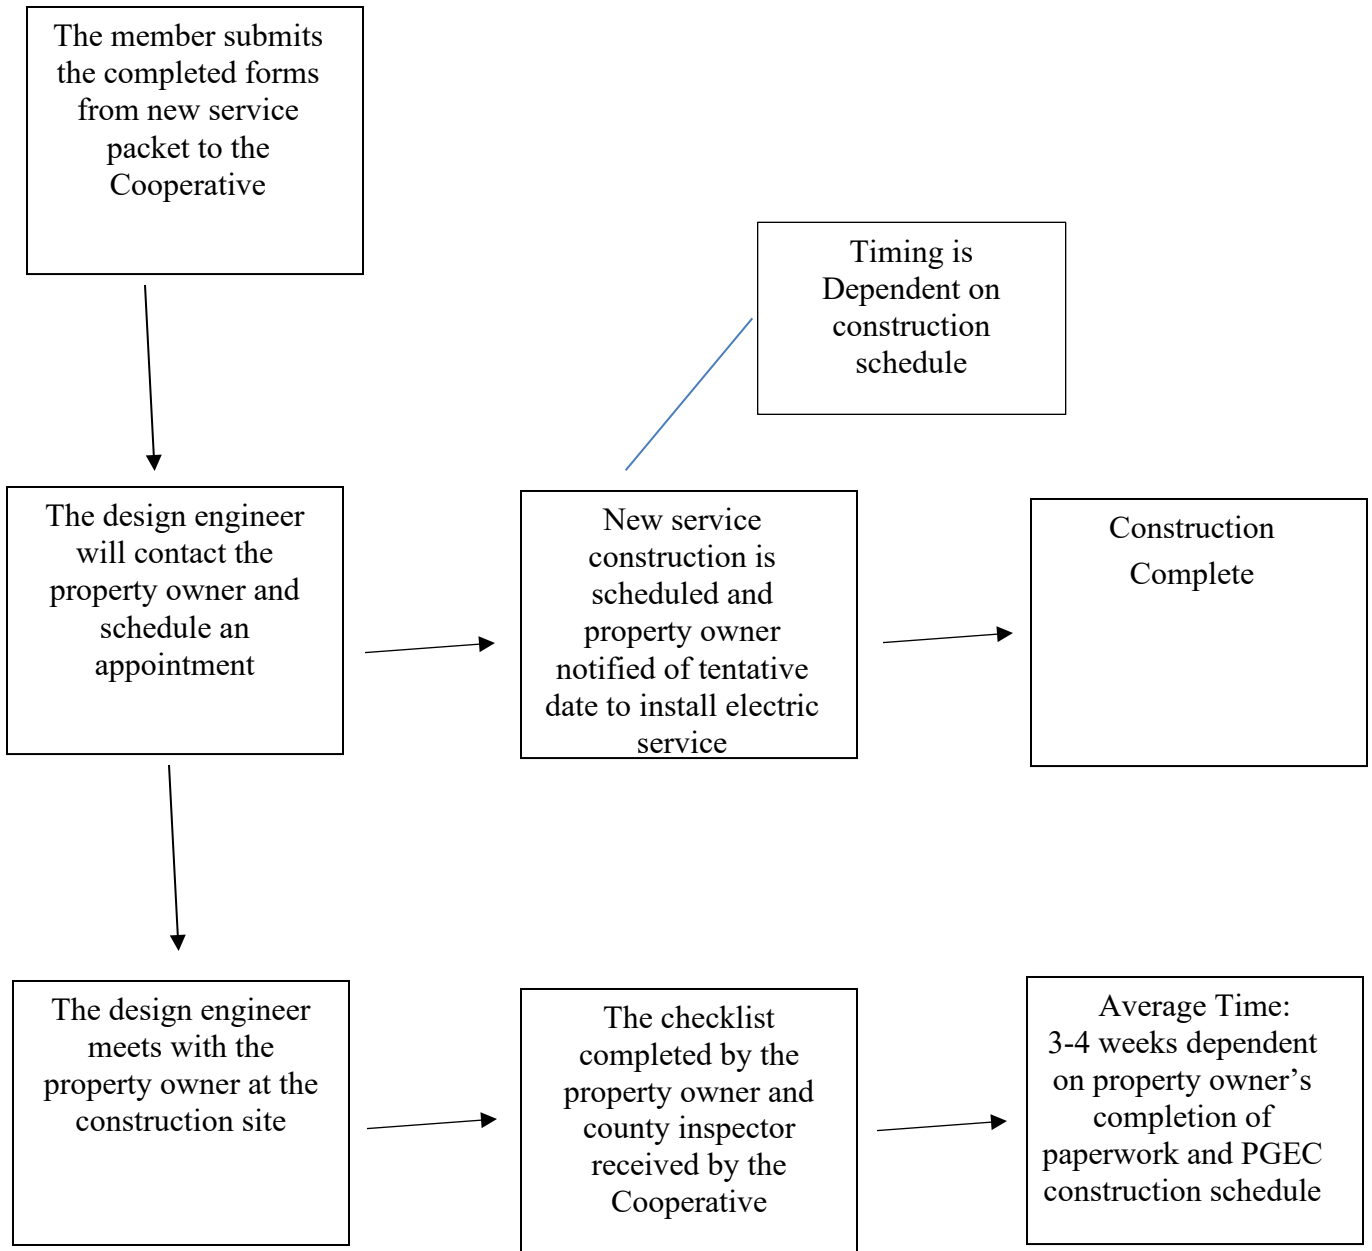 The member submits
the completed forms
from new service
packet to the
Cooperative
Timing is
Dependent on
construction
schedule
The design engineer
will contact the
property owner and
schedule an
appointment
New service
construction is
scheduled and
property owner
notified of tentative
date to install electric
service
Construction
Complete
The design engineer
meets with the
property owner at the
construction site
The checklist
completed by the
property owner and
county inspector
received by the
Cooperative
Average Time:
3-4 weeks dependent
on property owner’s
completion of
paperwork and PGEC
construction schedule